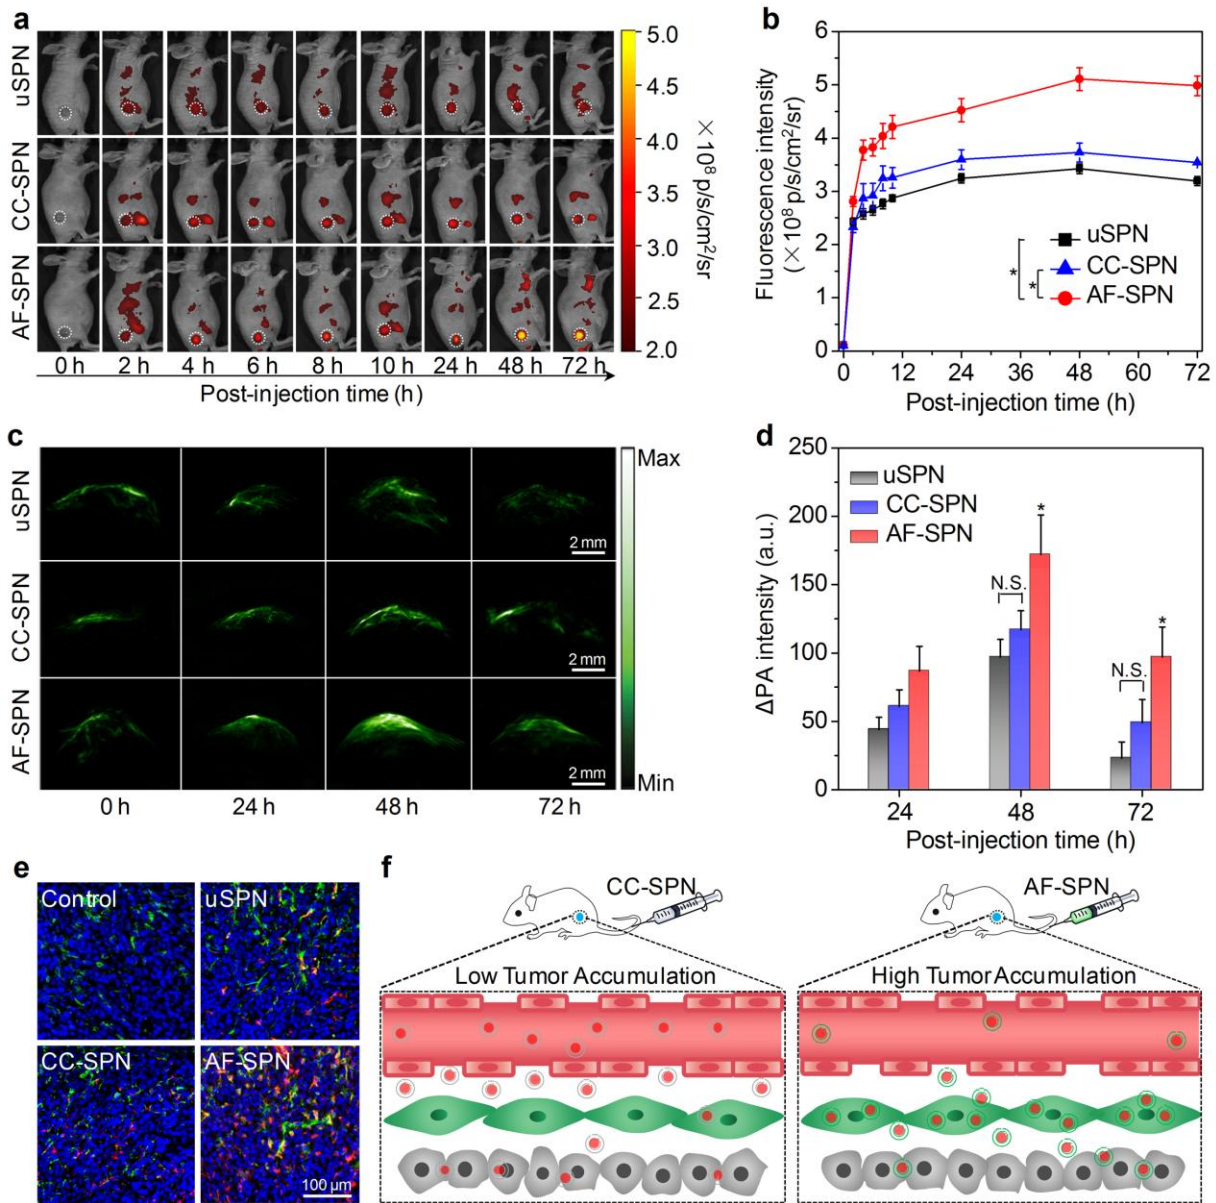 a
uSPN
CC-SPN
AF-SPN
0 h 2 h 4 h 6 h 8 h 10 h 24 h 48 h 72 h
Post-injection time (h)
5.0
4.5
4.0
3.5
3.0
2.5
2.0
× 10⁸ p/s/cm²/sr
b
Fluorescence intensity
(×10⁸ p/s/cm²/sr)
6
5
4
3
2
1
0
* uSPN
* CC-SPN
AF-SPN
0 12 24 36 48 60 72
Post-injection time (h)
c
uSPN
CC-SPN
AF-SPN
2 mm
2 mm
2 mm
Max
Min
0 h 24 h 48 h 72 h
d
ΔPA intensity (a.u.)
250
200
150
100
50
0
uSPN
CC-SPN
AF-SPN
N.S.
*
N.S.
*
24 48 72
Post-injection time (h)
e
Control
uSPN
CC-SPN
AF-SPN
100 μm
f
CC-SPN
Low Tumor Accumulation
AF-SPN
High Tumor Accumulation